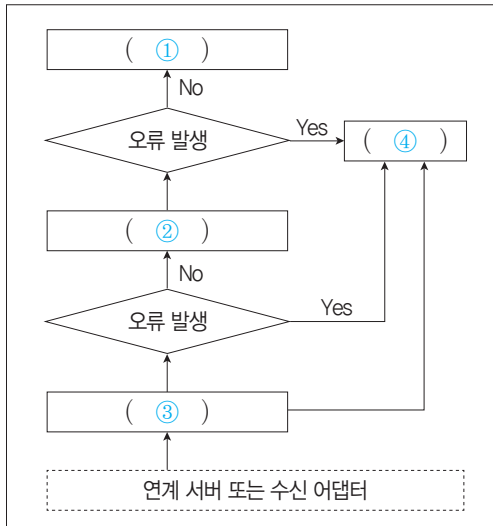 ( ① )
No
오류 발생
Yes
( ④ )
( ② )
No
오류 발생
Yes
( ③ )
연계 서버 또는 수신 어댑터